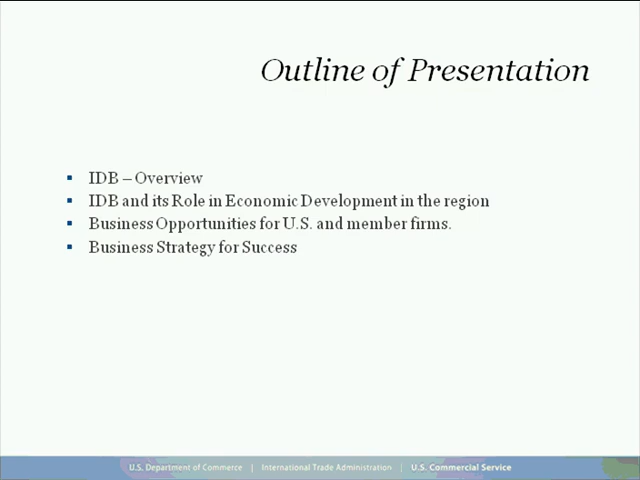 Outline of Presentation
▪ IDB – Overview
▪ IDB and its Role in Economic Development in the region
▪ Business Opportunities for U.S. and member firms.
▪ Business Strategy for Success
U.S. Department of Commerce | International Trade Administration | U.S. Commercial Service